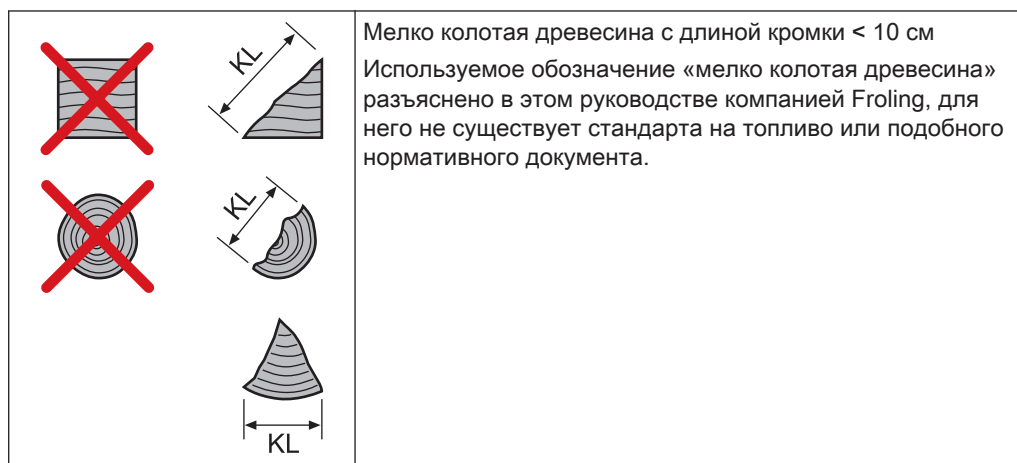 KL
KL
KL
Мелко колотая древесина с длиной кромки < 10 см
Используемое обозначение «мелко колотая древесина»
разъяснено в этом руководстве компанией Froling, для
него не существует стандарта на топливо или подобного
нормативного документа.